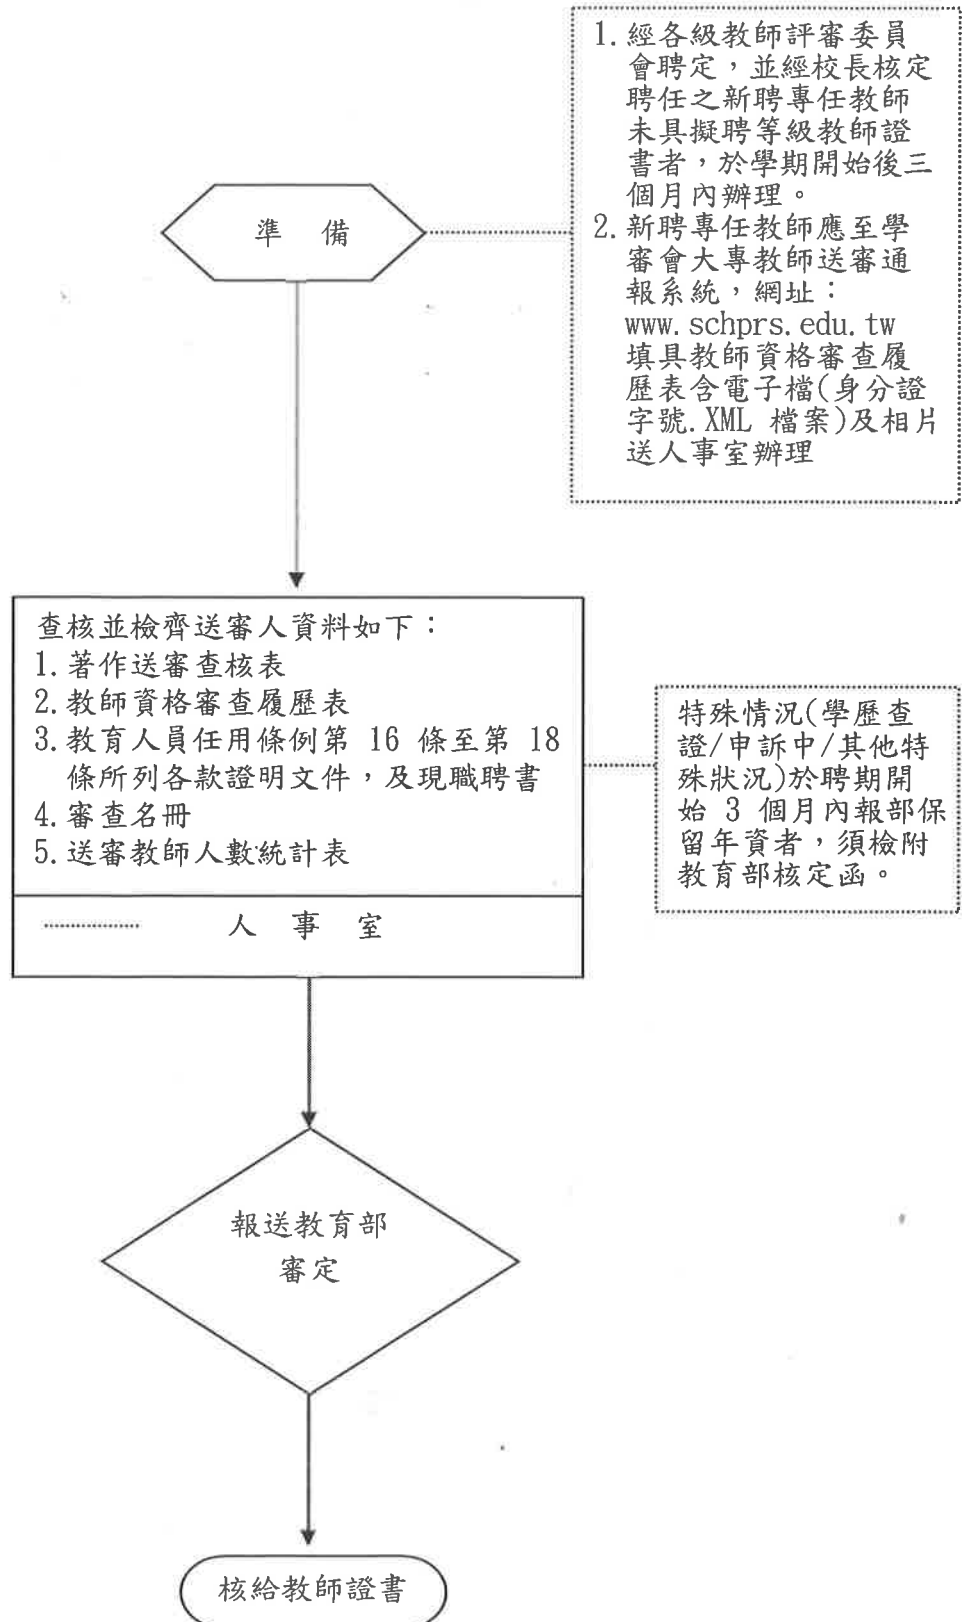 1. 經各級教師評審委員
會聘定，並經校長核定
聘任之新聘專任教師
未具擬聘等級教師證
書者，於學期開始後三
個月內辦理。
2. 新聘專任教師應至學
審會大專教師送審通
報系統，網址：
www.schprs.edu.tw
填具教師資格審查履
歷表含電子檔(身分證
字號.XML 檔案)及相片
送人事室辦理
準 備
查核並檢齊送審人資料如下：
1. 著作送審查核表
2. 教師資格審查履歷表
3. 教育人員任用條例第 16 條至第 18
條所列各款證明文件，及現職聘書
4. 審查名冊
5. 送審教師人數統計表
人 事 室
特殊情況(學歷查
證/申訴中/其他特
殊狀況)於聘期開
始 3 個月內報部保
留年資者，須檢附
教育部核定函。
報送教育部
審定
核給教師證書